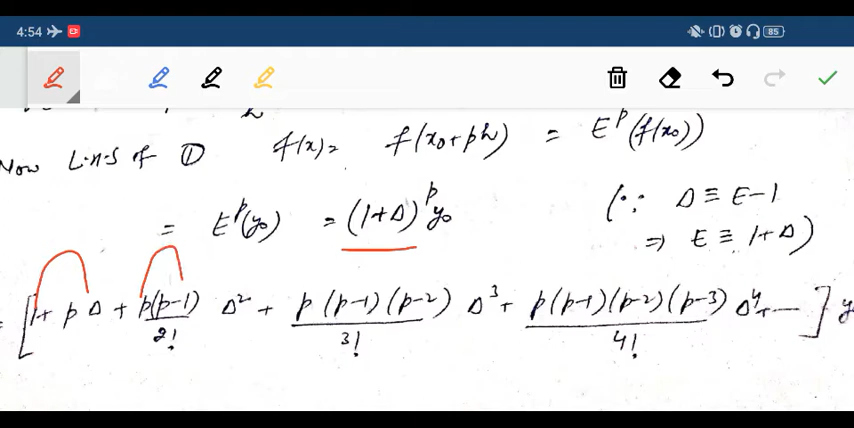 4:54 85
h
Now L.H.S of ① f(x)= f(x₀+ph) = E^p (f(x₀))
= E^p(y₀) = (1+Δ)^p y₀ (∵ Δ ≡ E-1
⇒ E ≡ 1+Δ)
= [1+ pΔ + p(p-1)/2! Δ² + p(p-1)(p-2)/3! Δ³ + p(p-1)(p-2)(p-3)/4! Δ⁴+ --- ] y